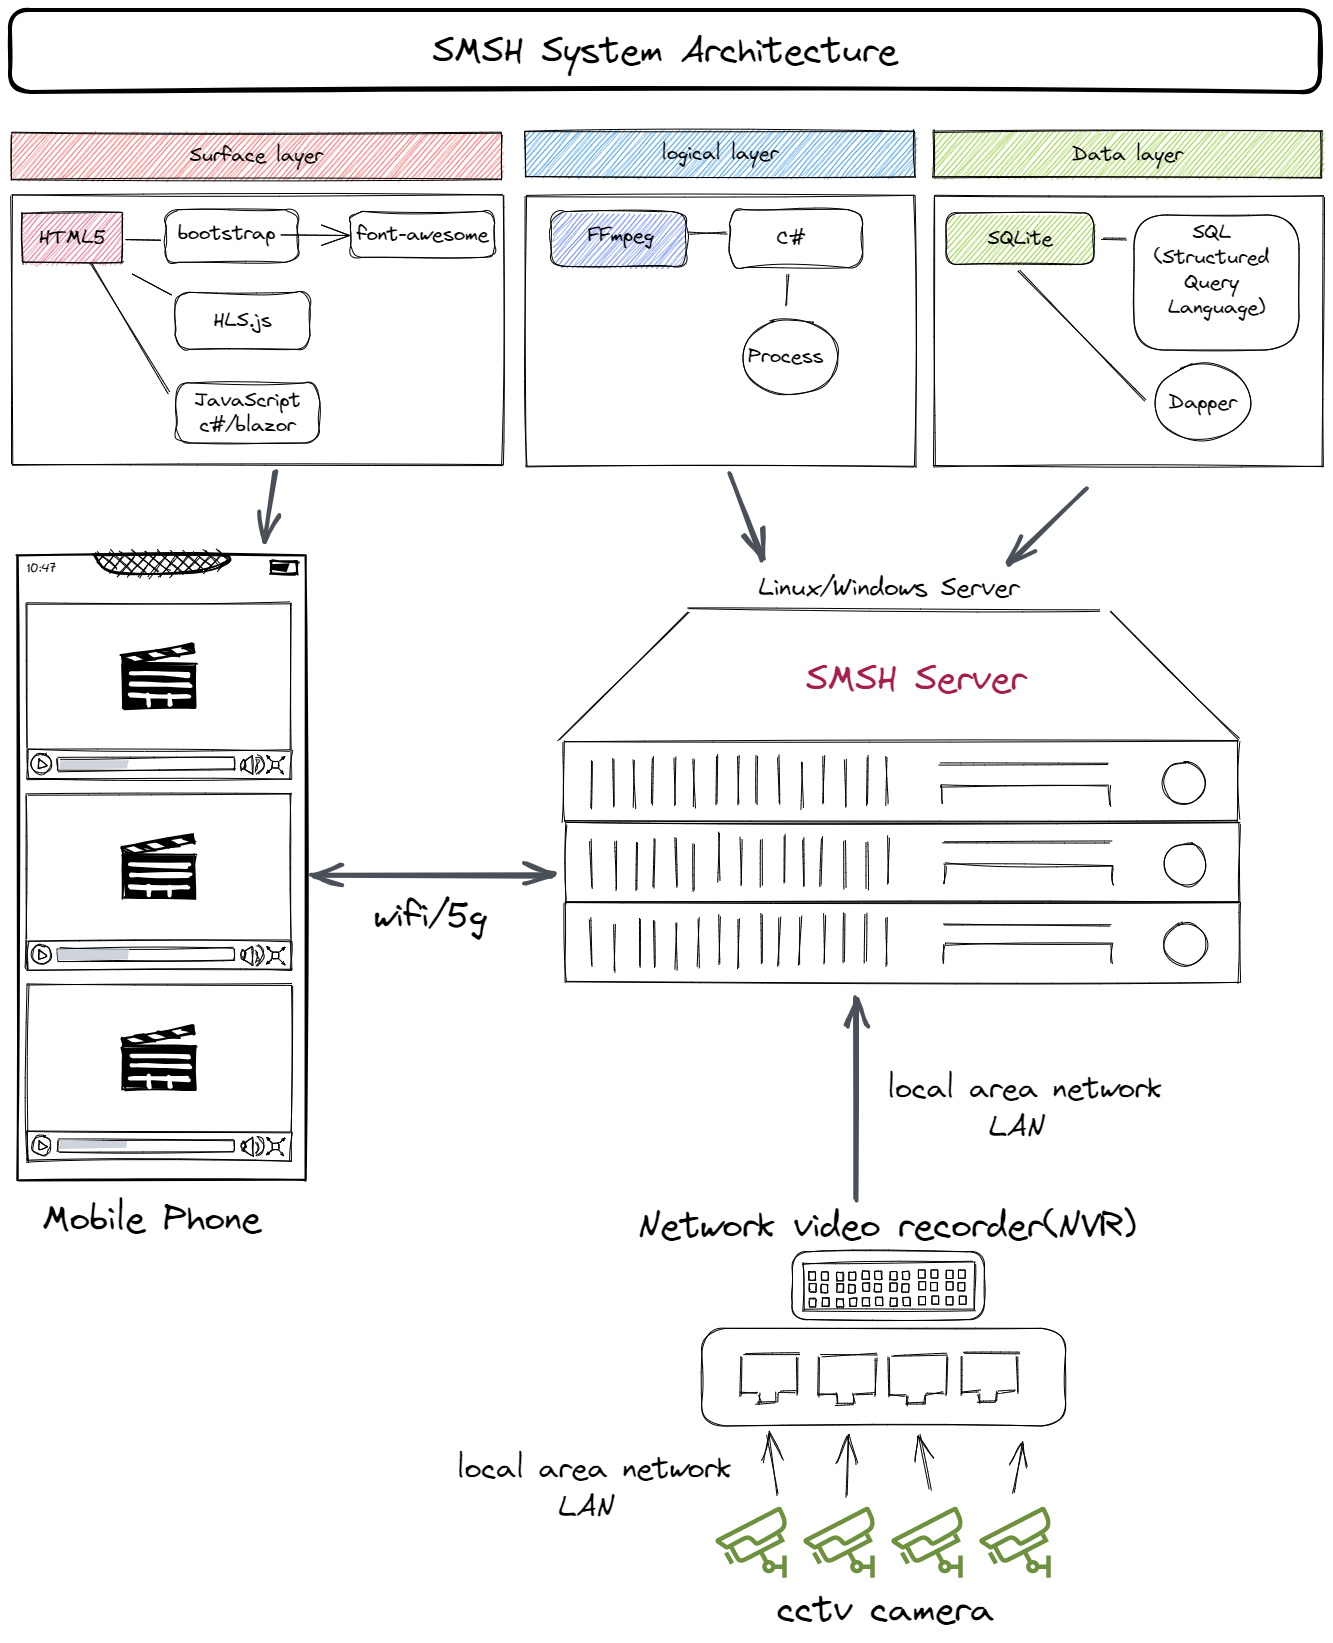 SMSH System Architecture
Surface layer
logical layer
Data layer
HTML5
bootstrap
font-awesome
HLS.js
JavaScript
c#/blazor
FFmpeg
c#
Process
SQLite
SQL
(Structured
Query
Language)
Dapper
10:47
Linux/Windows Server
SMSH Server
wifi/5g
local area network
LAN
Mobile Phone
Network video recorder(NVR)
local area network
LAN
cctv camera